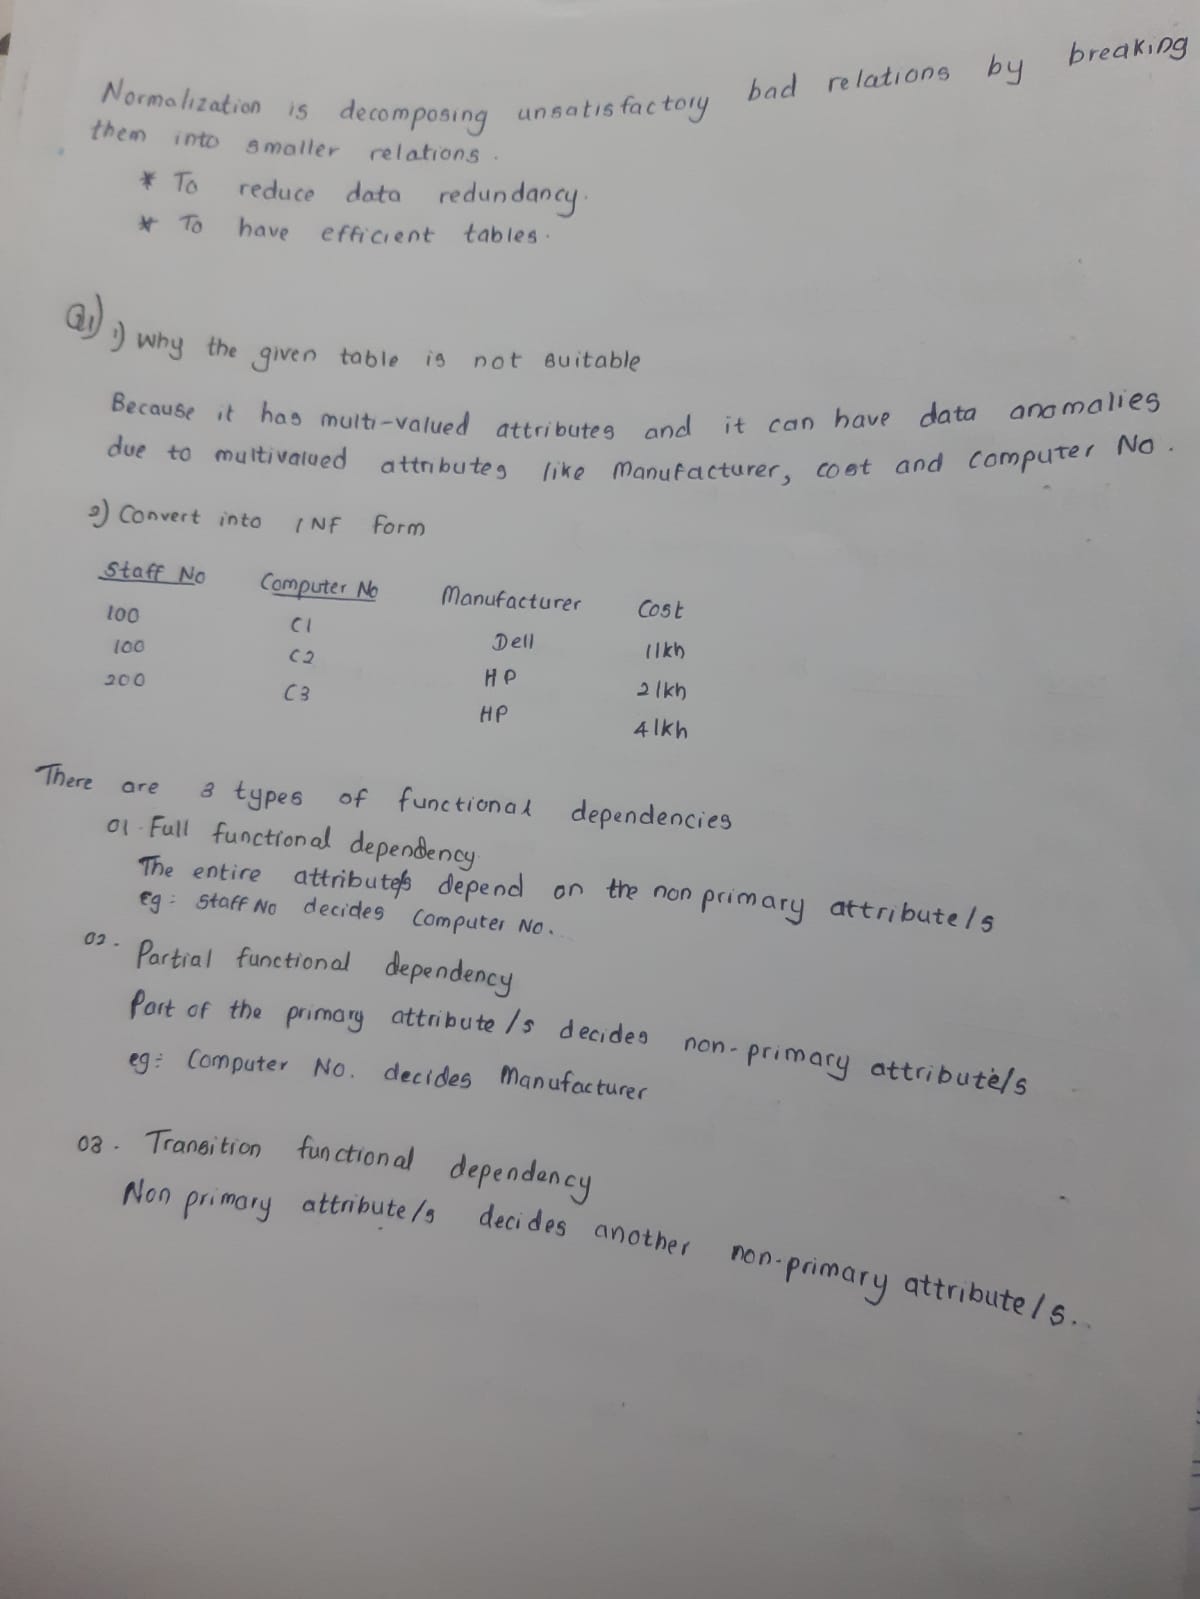 Normalization is decomposing unsatisfactory bad relations by breaking
them into smaller relations.
* To reduce data redundancy.
* To have efficient tables.
Q1) 1) Why the given table is not suitable
Because it has multi-valued attributes and it can have data anomalies
due to multivalued attributes like Manufacturer, cost and computer No.
2) Convert into 1NF form
Staff No Computer No Manufacturer Cost
100 C1 Dell 1lkh
100 C2 HP 2lkh
200 C3 HP 4lkh
There are 3 types of functional dependencies
01. Full functional dependency
The entire attributes depend on the non primary attribute/s
Eg: Staff No decides Computer No.
02. Partial functional dependency
Part of the primary attribute/s decides non-primary attribute/s
eg: Computer No. decides Manufacturer
03. Transition functional dependency
Non primary attribute/s decides another non-primary attribute/s..